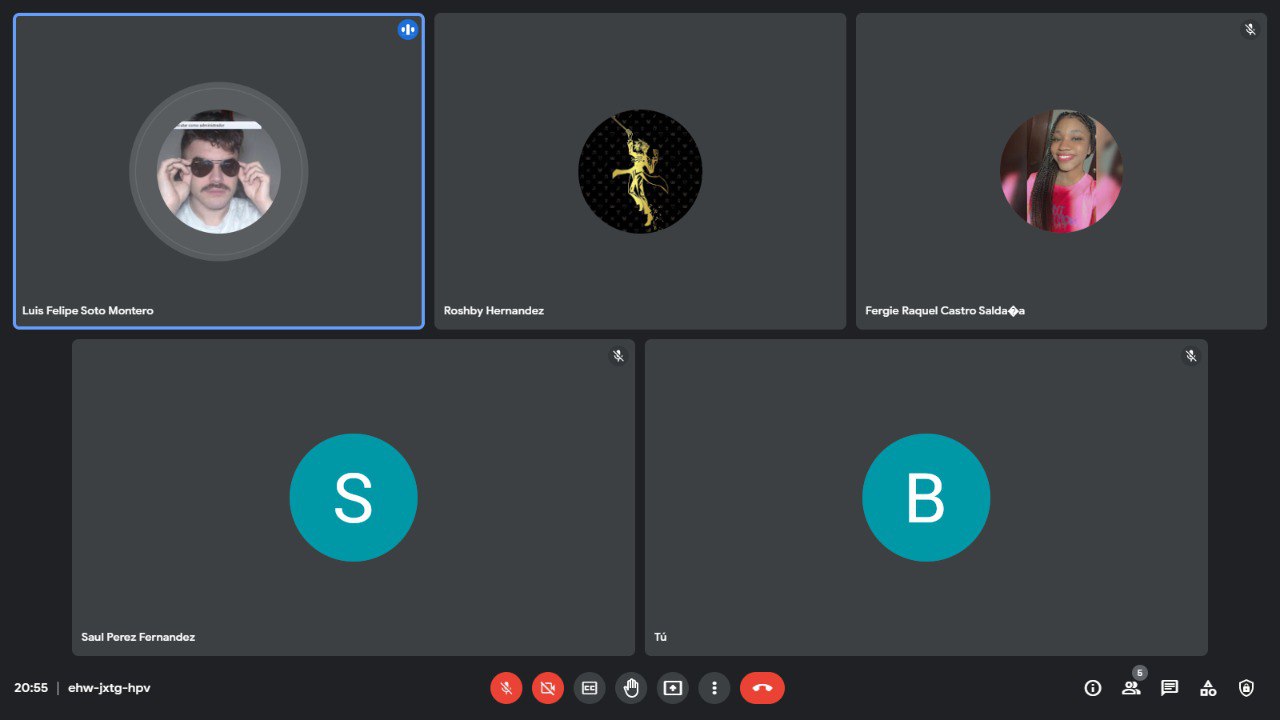 Luis Felipe Soto Montero
Roshby Hernandez
Fergie Raquel Castro Salda�a
S
B
Saul Perez Fernandez
Tú
20:55 | ehw-jxtg-hpv
CC
5